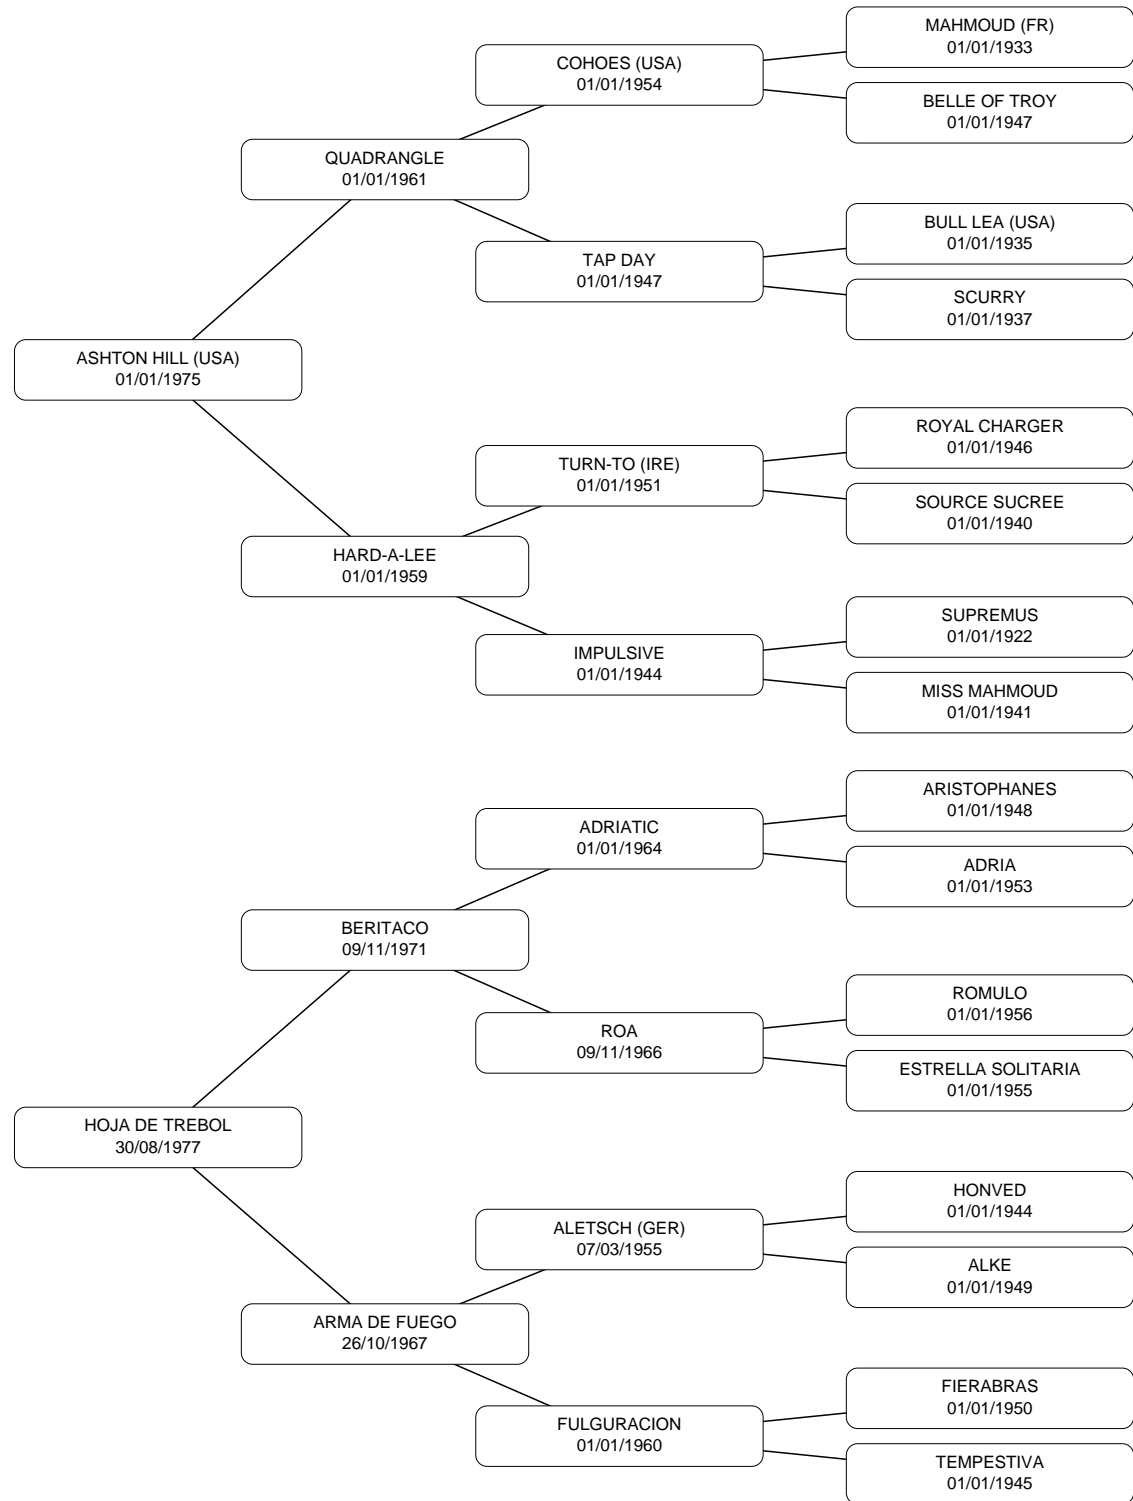 MAHMOUD (FR)
01/01/1933
COHOES (USA)
01/01/1954
BELLE OF TROY
01/01/1947
QUADRANGLE
01/01/1961
BULL LEA (USA)
01/01/1935
TAP DAY
01/01/1947
SCURRY
01/01/1937
ASHTON HILL (USA)
01/01/1975
ROYAL CHARGER
01/01/1946
TURN-TO (IRE)
01/01/1951
SOURCE SUCREE
01/01/1940
HARD-A-LEE
01/01/1959
SUPREMUS
01/01/1922
IMPULSIVE
01/01/1944
MISS MAHMOUD
01/01/1941
ARISTOPHANES
01/01/1948
ADRIATIC
01/01/1964
ADRIA
01/01/1953
BERITACO
09/11/1971
ROMULO
01/01/1956
ROA
09/11/1966
ESTRELLA SOLITARIA
01/01/1955
HOJA DE TREBOL
30/08/1977
HONVED
01/01/1944
ALETSCH (GER)
07/03/1955
ALKE
01/01/1949
ARMA DE FUEGO
26/10/1967
FIERABRAS
01/01/1950
FULGURACION
01/01/1960
TEMPESTIVA
01/01/1945